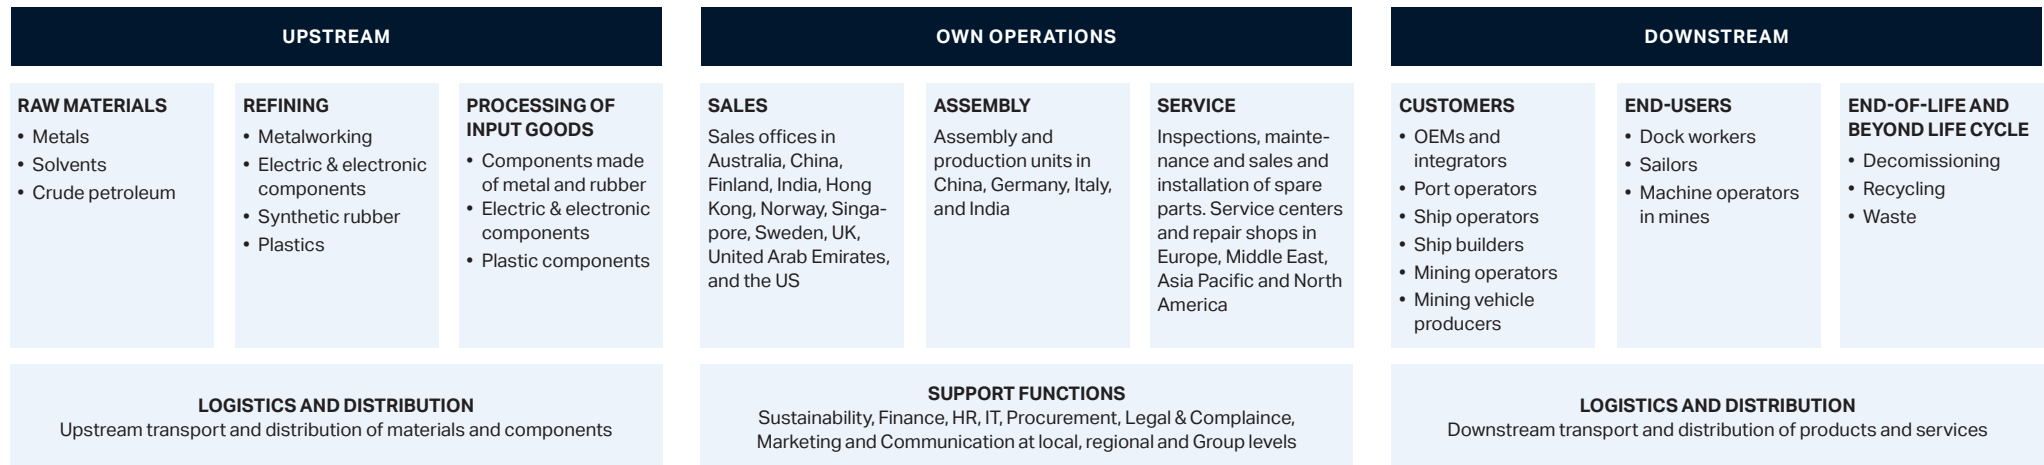 UPSTREAM
RAW MATERIALS
• Metals
• Solvents
• Crude petroleum
REFINING
• Metalworking
• Electric & electronic
components
• Synthetic rubber
• Plastics
PROCESSING OF
INPUT GOODS
• Components made
of metal and rubber
• Electric & electronic
components
• Plastic components
LOGISTICS AND DISTRIBUTION
Upstream transport and distribution of materials and components
OWN OPERATIONS
SALES
Sales offices in
Australia, China,
Finland, India, Hong
Kong, Norway, Singa-
pore, Sweden, UK,
United Arab Emirates,
and the US
ASSEMBLY
Assembly and
production units in
China, Germany, Italy,
and India
SERVICE
Inspections, mainte-
nance and sales and
installation of spare
parts. Service centers
and repair shops in
Europe, Middle East,
Asia Pacific and North
America
SUPPORT FUNCTIONS
Sustainability, Finance, HR, IT, Procurement, Legal & Complaince,
Marketing and Communication at local, regional and Group levels
DOWNSTREAM
CUSTOMERS
• OEMs and
integrators
• Port operators
• Ship operators
• Ship builders
• Mining operators
• Mining vehicle
producers
END-USERS
• Dock workers
• Sailors
• Machine operators
in mines
END-OF-LIFE AND
BEYOND LIFE CYCLE
• Decomissioning
• Recycling
• Waste
LOGISTICS AND DISTRIBUTION
Downstream transport and distribution of products and services